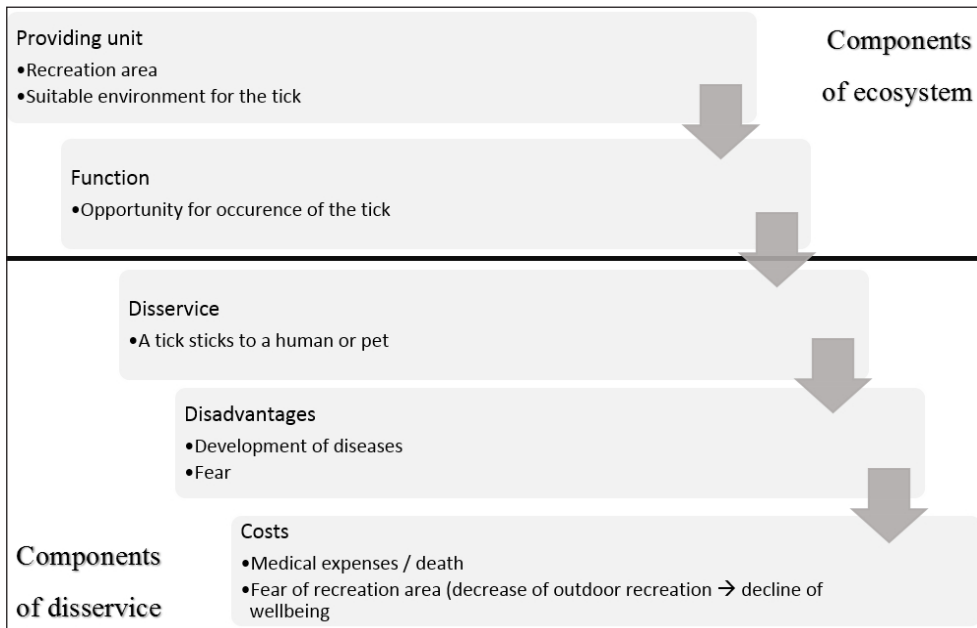 Providing unit
•Recreation area
•Suitable environment for the tick
Components
of ecosystem
Function
•Opportunity for occurence of the tick
Disservice
•A tick sticks to a human or pet
Disadvantages
•Development of diseases
•Fear
Costs
•Medical expenses / death
•Fear of recreation area (decrease of outdoor recreation → decline of
wellbeing
Components
of disservice